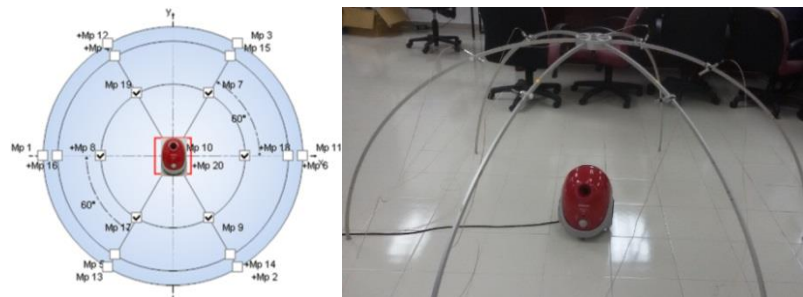 y
+Mp 12
Mp 3
Mp 15
Mp 19
Mp 7
60°
Mp 1
+Mp 8
Mp 10
+Mp 18
Mp 11
+Mp 16
+Mp 20
+Mp 6
60°
Mp 17
Mp 9
Mp 5
+Mp 14
Mp 13
+Mp 2